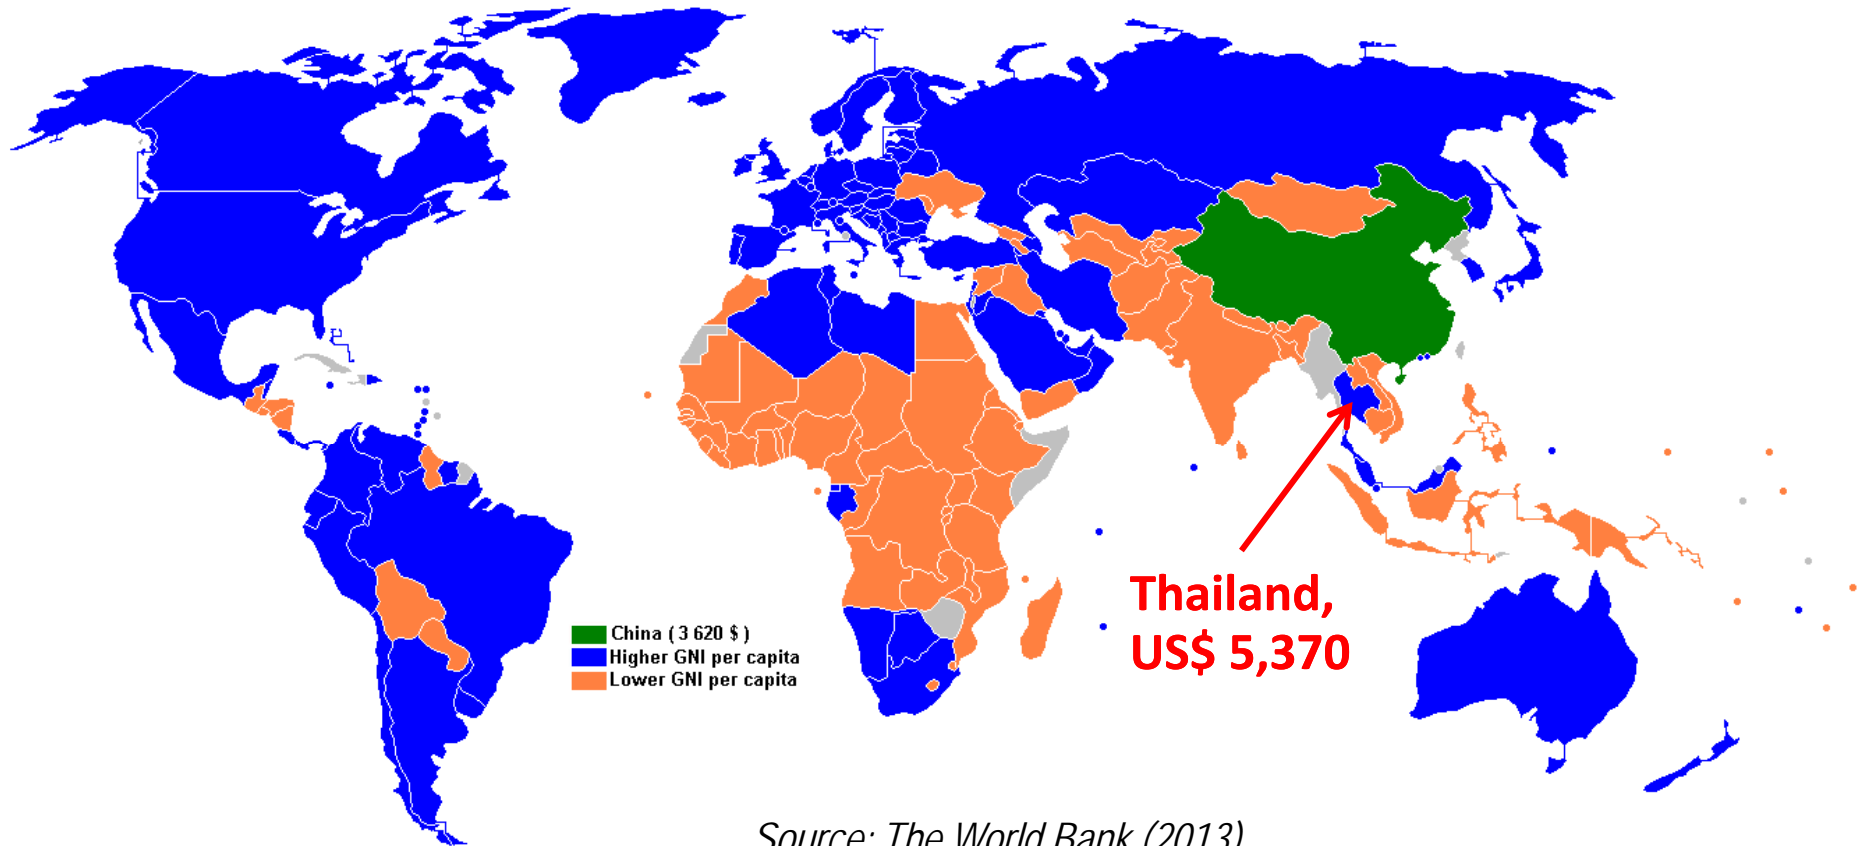 Thailand,
US$ 5,370
China ( 3 620 $ )
Higher GNI per capita
Lower GNI per capita
Source: The World Bank (2013)